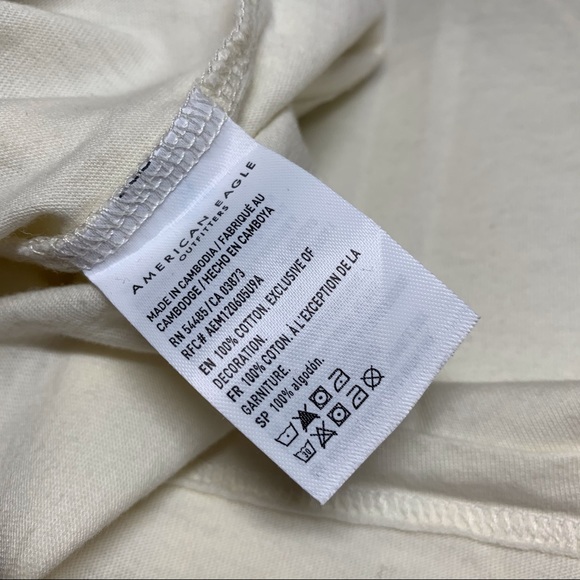 AMERICAN EAGLE
OUTFITTERS
MADE IN CAMBODIA / FABRIQUÉ AU
CAMBODGE / HECHO EN CAMBOYA
RN 54485 / CA 03873
RFC# AEM120605U9A
EN 100% COTTON. EXCLUSIVE OF
DECORATION.
FR 100% COTON. À L'EXCEPTION DE LA
GARNITURE.
SP 100% algodón.
30